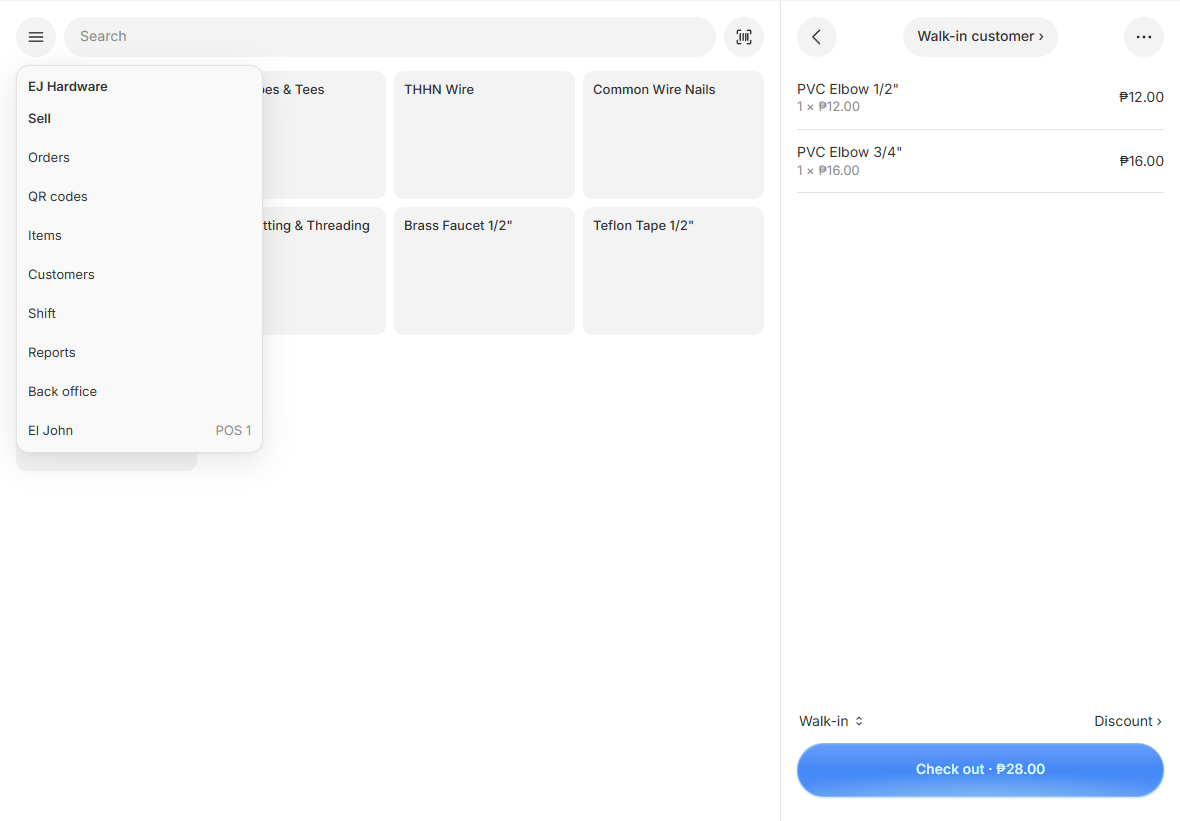 Search
EJ Hardware
Sell
Orders
QR codes
Items
Customers
Shift
Reports
Back office
El John
POS 1
& Tees
THHN Wire
Common Wire Nails
& Threading
Brass Faucet 1/2"
Teflon Tape 1/2"
Walk-in customer ›
PVC Elbow 1/2"
1 × ₱12.00
₱12.00
PVC Elbow 3/4"
1 × ₱16.00
₱16.00
Walk-in
Discount ›
Check out · ₱28.00